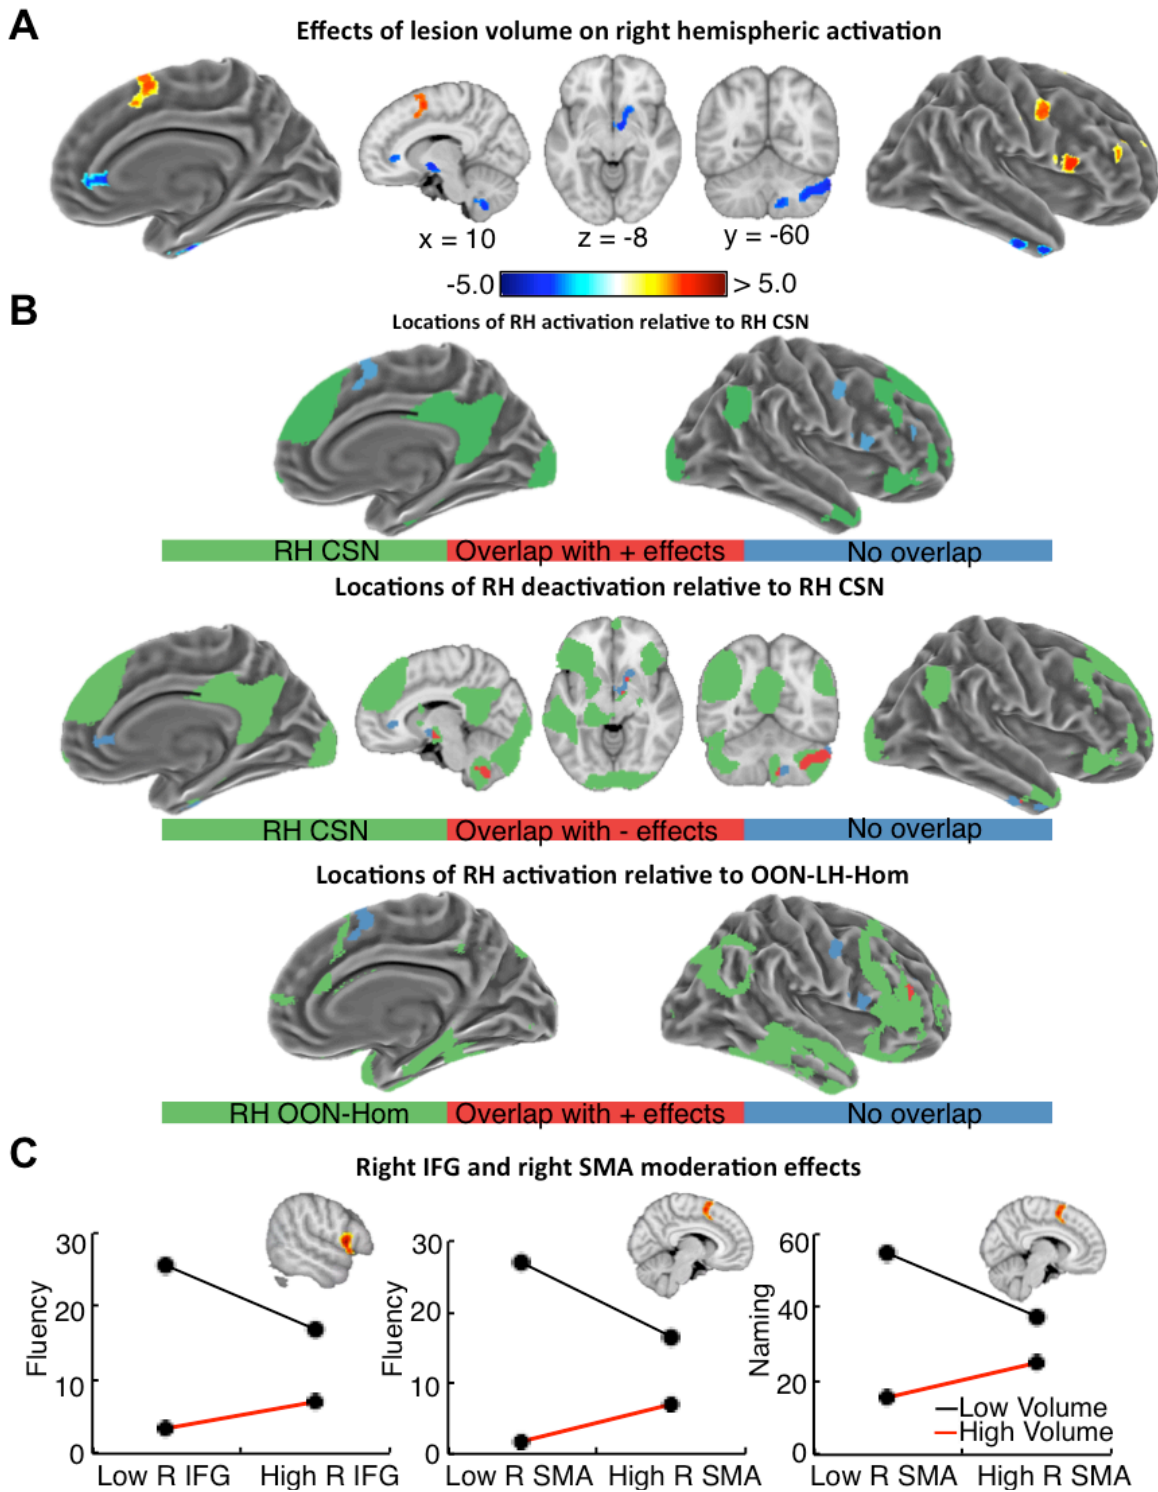 A
Effects of lesion volume on right hemispheric activation
x = 10
z = -8
y = -60
-5.0
> 5.0
B
Locations of RH activation relative to RH CSN
RH CSN
Overlap with + effects
No overlap
Locations of RH deactivation relative to RH CSN
RH CSN
Overlap with - effects
No overlap
Locations of RH activation relative to OON-LH-Hom
RH OON-Hom
Overlap with + effects
No overlap
C
Right IFG and right SMA moderation effects
Fluency
30
20
10
0
Low R IFG
High R IFG
Fluency
30
20
10
0
Low R SMA
High R SMA
Naming
60
40
20
0
Low Volume
High Volume
Low R SMA
High R SMA